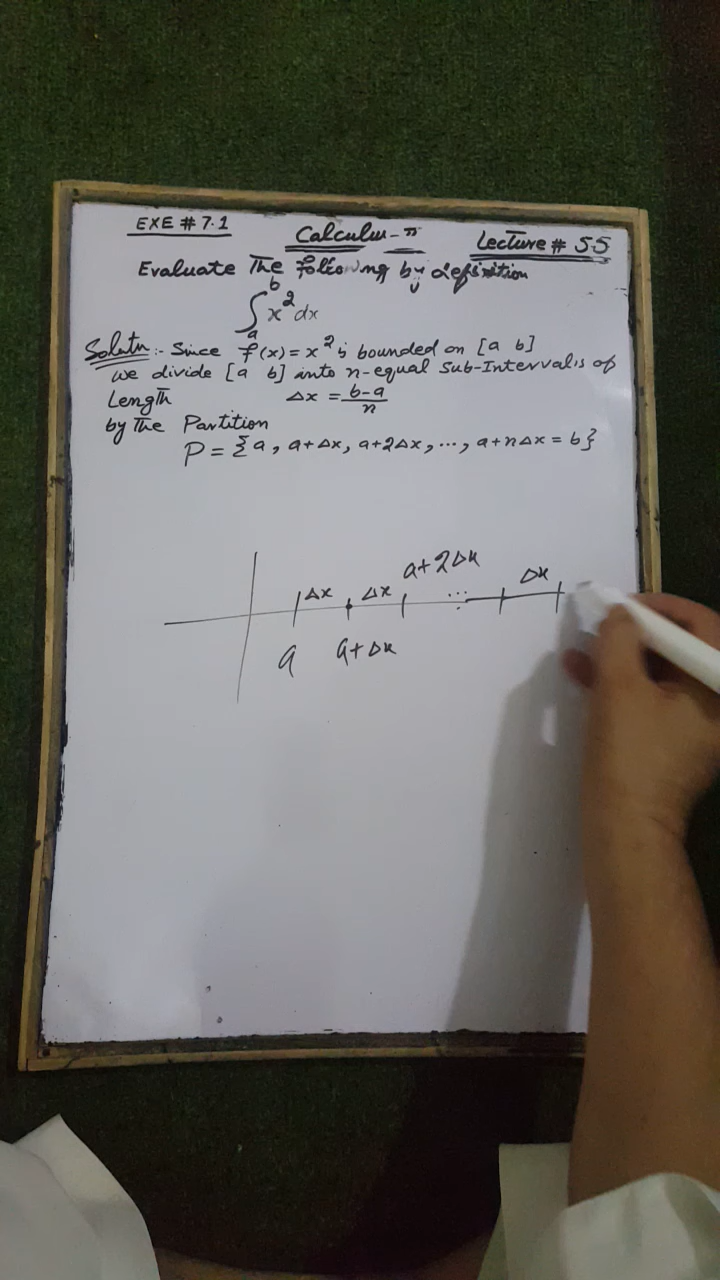 EXE # 7.1 Calculus-II Lecture # 55
Evaluate The following by definition
∫_a^b x² dx
Solutn:- Since f(x) = x² is bounded on [a b]
we divide [a b] into n-equal Sub-Intervals of
Length Δx = (b-a)/n
by The Partition
P = {a, a+Δx, a+2Δx, ..., a+nΔx = b}
a+2Δx
Δx Δx ... Δx
a a+Δx